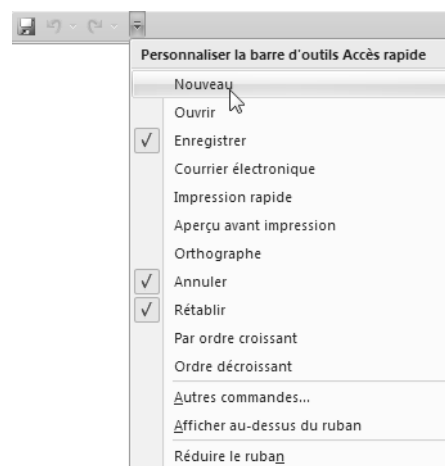 Personnaliser la barre d'outils Accès rapide
Nouveau
Ouvrir
Enregistrer
Courrier électronique
Impression rapide
Aperçu avant impression
Orthographe
Annuler
Rétablir
Par ordre croissant
Ordre décroissant
Autres commandes...
Afficher au-dessus du ruban
Réduire le ruban